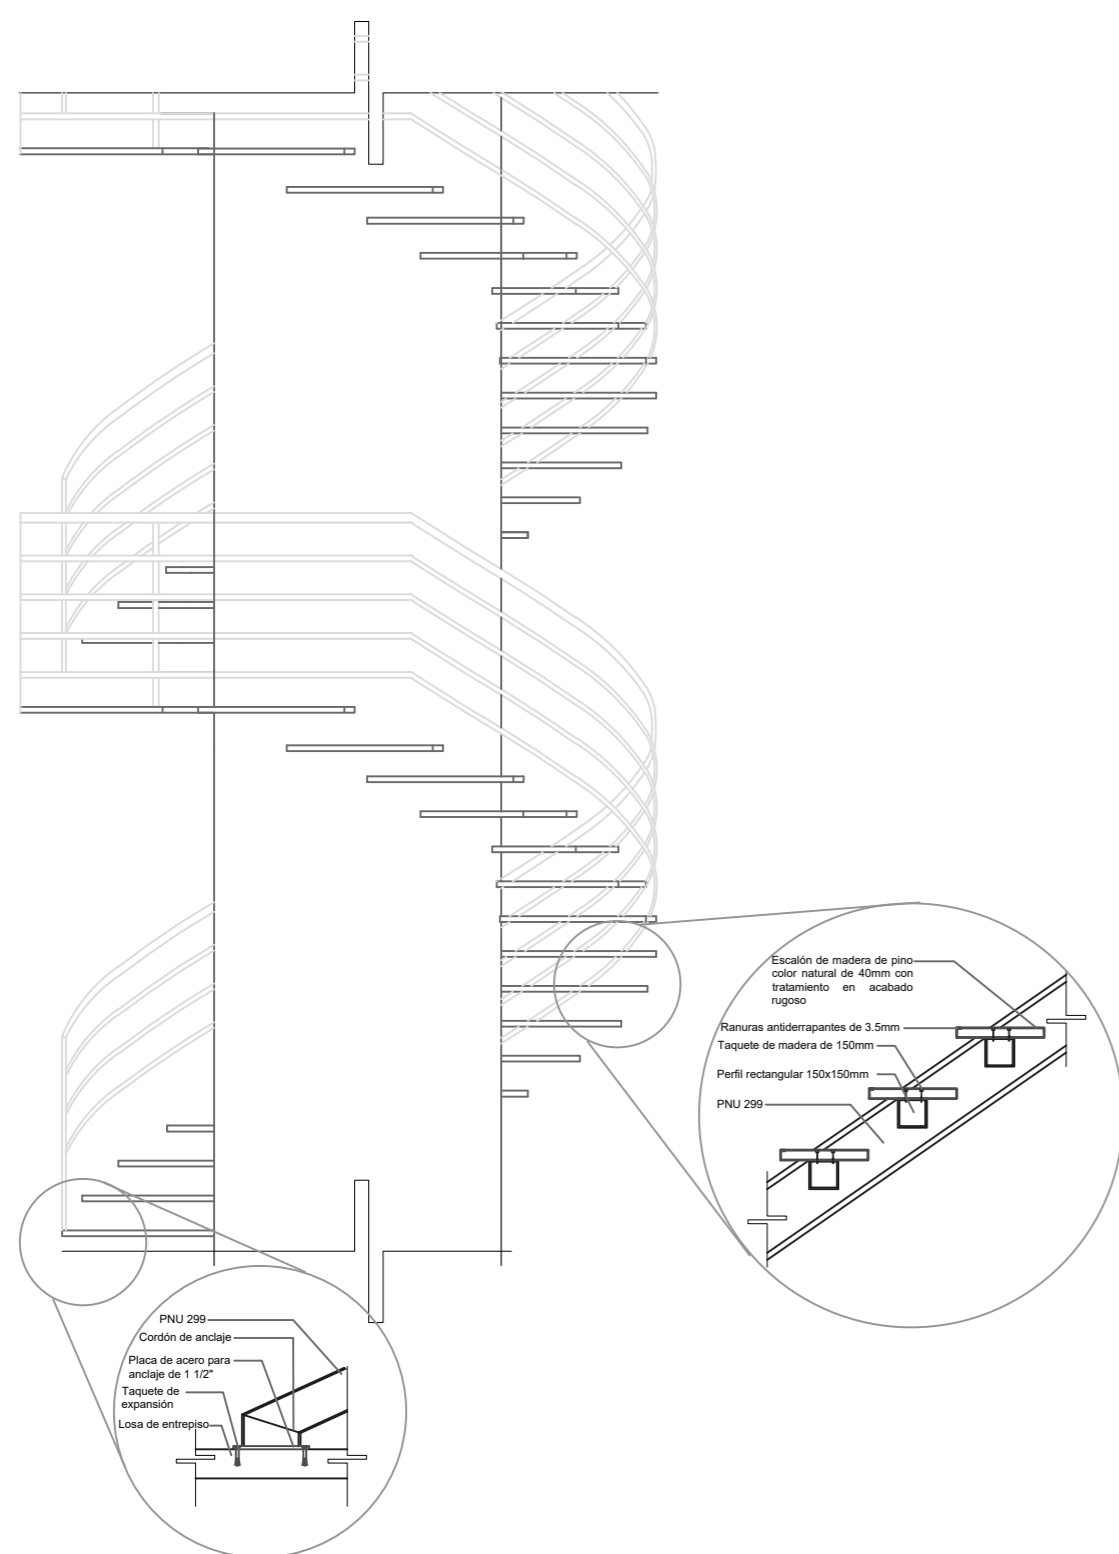 Escalón de madera de pino
color natural de 40mm con
tratamiento en acabado
rugoso
Ranuras antiderrapantes de 3.5mm
Taquete de madera de 150mm
Perfil rectangular 150x150mm
PNU 299
PNU 299
Cordón de anclaje
Placa de acero para
anclaje de 1 1/2"
Taquete de
expansión
Losa de entrepiso